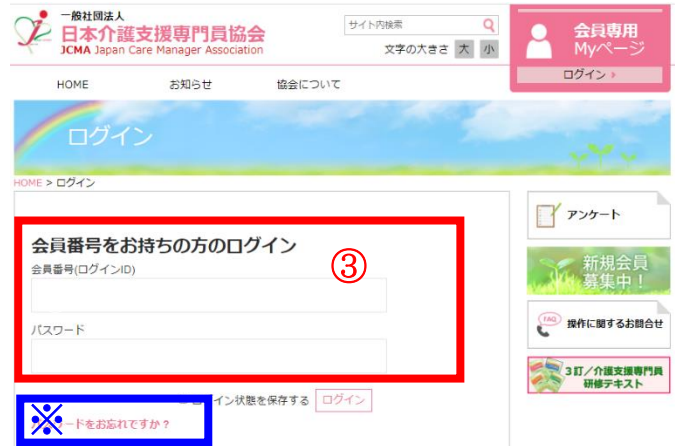 一般社団法人
日本介護支援専門員協会
JCMA Japan Care Manager Association
サイト内検索
文字の大きさ 大 小
会員専用
Myページ
ログイン
HOME お知らせ 協会について
ログイン
HOME > ログイン
会員番号をお持ちの方のログイン
③
会員番号(ログインID)
パスワード
イン状態を保存する ログイン
※
ードをお忘れですか？
アンケート
新規会員
募集中！
FAQ 操作に関するお問合せ
3訂／介護支援専門員
研修テキスト